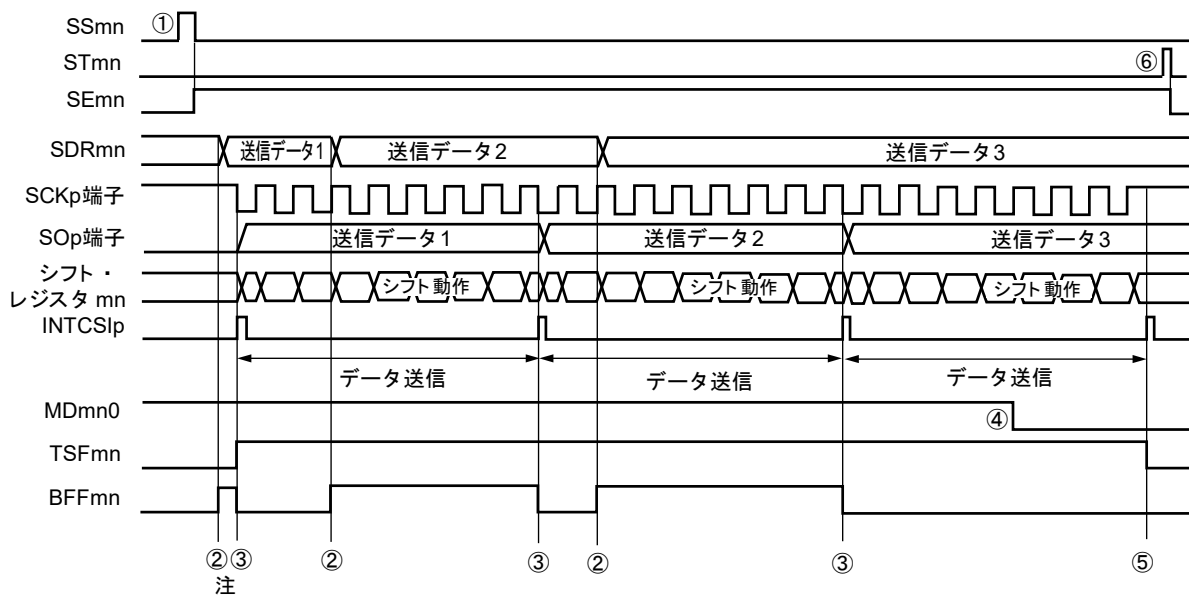 SSmn ①
STmn ⑥
SEmn
SDRmn 送信データ1 送信データ2 送信データ3
SCKp端子
SOp端子 送信データ1 送信データ2 送信データ3
シフト・
レジスタ mn シフト動作 シフト動作 シフト動作
INTCSIp
データ送信 データ送信 データ送信
MDmn0 ④
TSFmn
BFFmn
②③ ② ③ ② ③ ⑤
注